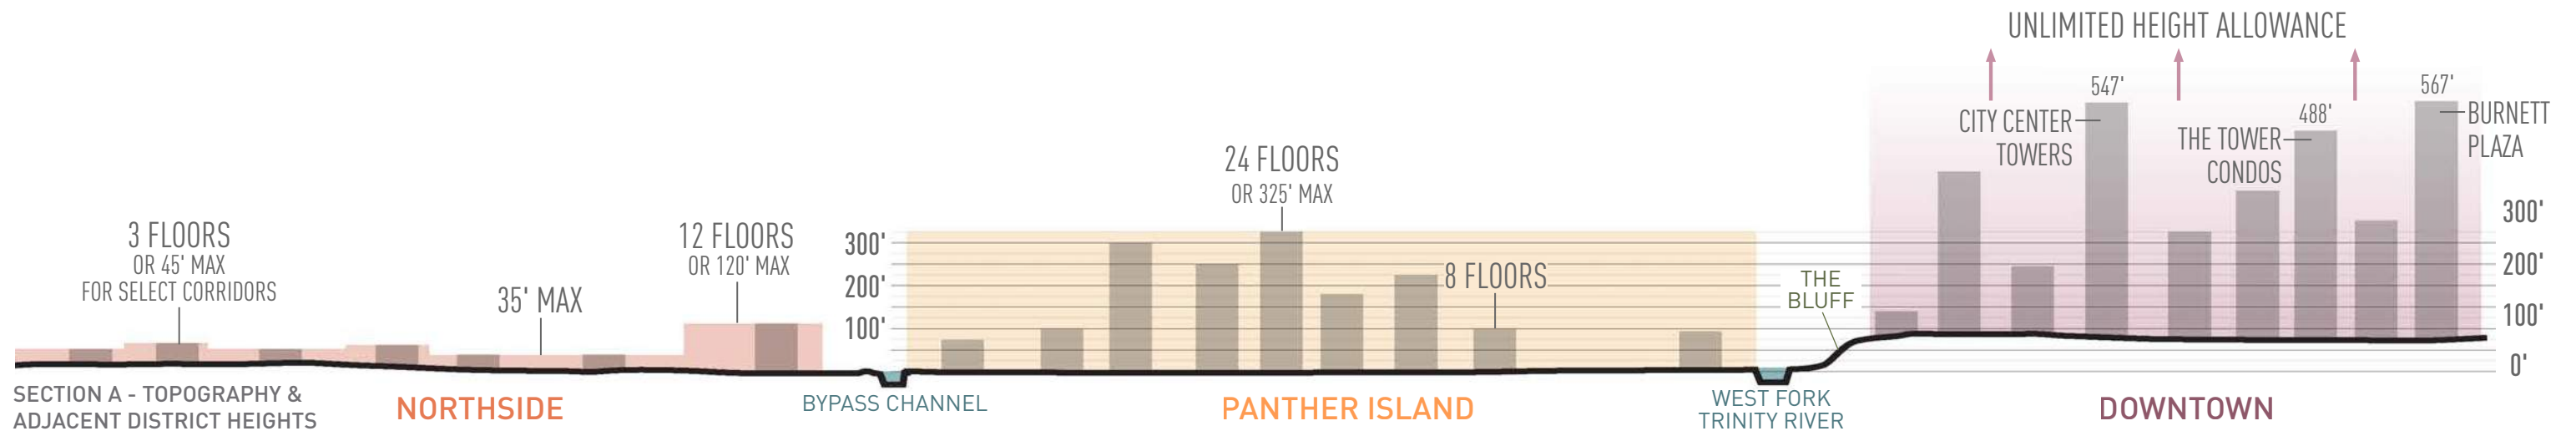 UNLIMITED HEIGHT ALLOWANCE
547'
567'
CITY CENTER
TOWERS
488'
BURNETT
PLAZA
THE TOWER
CONDOS
24 FLOORS
OR 325' MAX
3 FLOORS
OR 45' MAX
FOR SELECT CORRIDORS
35' MAX
12 FLOORS
OR 120' MAX
300'
200'
100'
8 FLOORS
THE
BLUFF
300'
200'
100'
0'
SECTION A - TOPOGRAPHY &
ADJACENT DISTRICT HEIGHTS
NORTHSIDE
BYPASS CHANNEL
PANTHER ISLAND
WEST FORK
TRINITY RIVER
DOWNTOWN